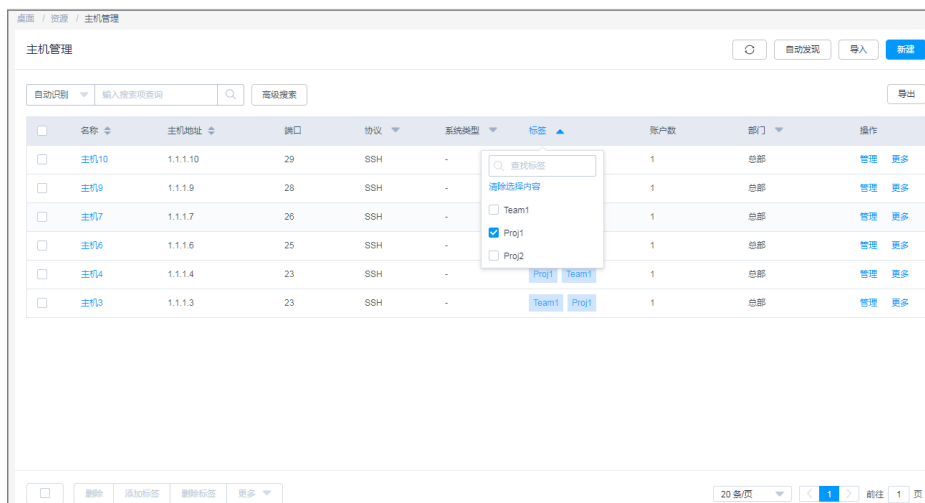 桌面 / 资源 / 主机管理
主机管理
自动发现 导入 新建
自动识别 输入搜索项查询 高级搜索 导出
名称 主机地址 端口 协议 系统类型 标签 账户数 部门 操作
主机10 1.1.1.10 29 SSH - 1 总部 管理 更多
主机9 1.1.1.9 28 SSH - 1 总部 管理 更多
主机7 1.1.1.7 26 SSH - 1 总部 管理 更多
主机6 1.1.1.6 25 SSH - 1 总部 管理 更多
主机4 1.1.1.4 23 SSH - Proj1 Team1 1 总部 管理 更多
主机3 1.1.1.3 23 SSH - Team1 Proj1 1 总部 管理 更多
查找标签
清除选择内容
Team1
Proj1
Proj2
删除 添加标签 删除标签 更多 20 条/页 1 前往 1 页